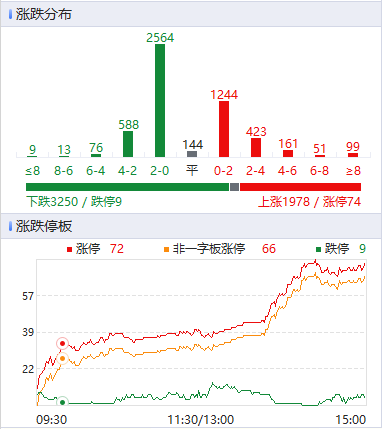 涨跌分布
9 13 76 588 2564 144 1244 423 161 51 99
≤8 8-6 6-4 4-2 2-0 平 0-2 2-4 4-6 6-8 ≥8
下跌3250 / 跌停9 上涨1978 / 涨停74
涨跌停板
涨停 72 非一字板涨停 66 跌停 9
57
39
22
09:30 11:30/13:00 15:00